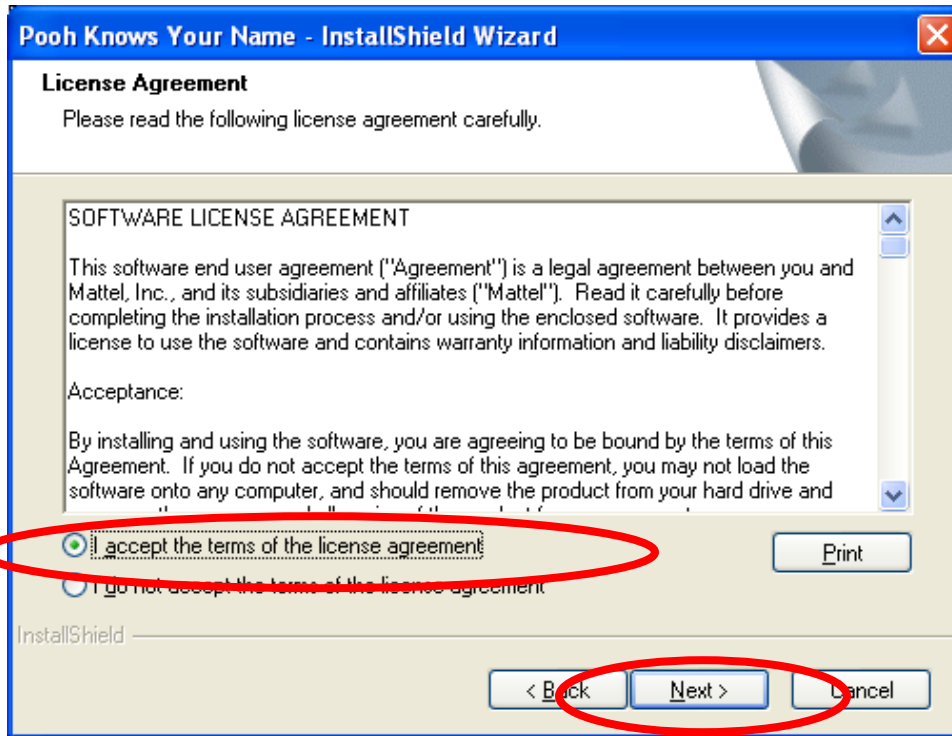 Pooh Knows Your Name - InstallShield Wizard
License Agreement
Please read the following license agreement carefully.
SOFTWARE LICENSE AGREEMENT
This software end user agreement ("Agreement") is a legal agreement between you and
Mattel, Inc., and its subsidiaries and affiliates ("Mattel"). Read it carefully before
completing the installation process and/or using the enclosed software. It provides a
license to use the software and contains warranty information and liability disclaimers.
Acceptance:
By installing and using the software, you are agreeing to be bound by the terms of this
Agreement. If you do not accept the terms of this agreement, you may not load the
software onto any computer, and should remove the product from your hard drive and
I accept the terms of the license agreement
Print
I do not accept the terms of the license agreement
InstallShield
< Back
Next >
Cancel